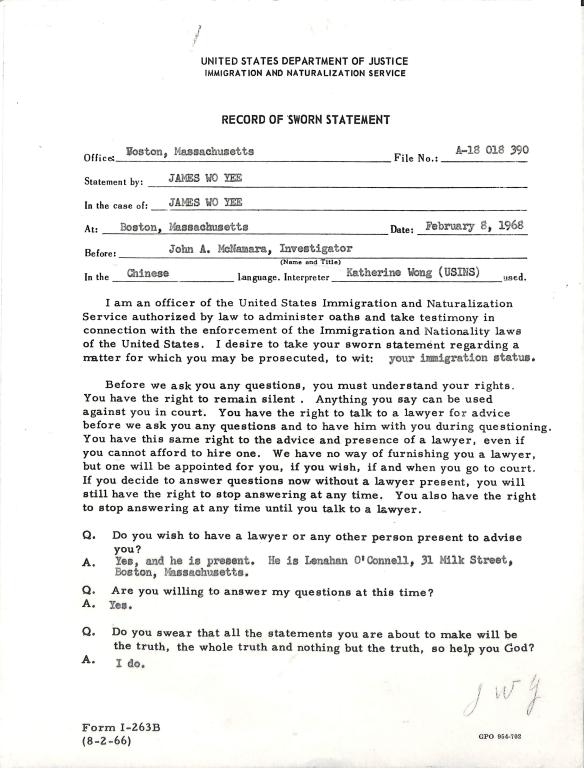 UNITED STATES DEPARTMENT OF JUSTICE
IMMIGRATION AND NATURALIZATION SERVICE
RECORD OF SWORN STATEMENT
Office: Boston, Massachusetts File No.: A-18 018 390
Statement by: JAMES WO YEE
In the case of: JAMES WO YEE
At: Boston, Massachusetts Date: February 8, 1968
Before: John A. McNamara, Investigator
(Name and Title)
In the Chinese language. Interpreter Katherine Wong (USINS) used.
I am an officer of the United States Immigration and Naturalization
Service authorized by law to administer oaths and take testimony in
connection with the enforcement of the Immigration and Nationality laws
of the United States. I desire to take your sworn statement regarding a
matter for which you may be prosecuted, to wit: your immigration status.
Before we ask you any questions, you must understand your rights.
You have the right to remain silent . Anything you say can be used
against you in court. You have the right to talk to a lawyer for advice
before we ask you any questions and to have him with you during questioning.
You have this same right to the advice and presence of a lawyer, even if
you cannot afford to hire one. We have no way of furnishing you a lawyer,
but one will be appointed for you, if you wish, if and when you go to court.
If you decide to answer questions now without a lawyer present, you will
still have the right to stop answering at any time. You also have the right
to stop answering at any time until you talk to a lawyer.
Q. Do you wish to have a lawyer or any other person present to advise
you?
A. Yes, and he is present. He is Lenahan O'Connell, 31 Milk Street,
Boston, Massachusetts.
Q. Are you willing to answer my questions at this time?
A. Yes.
Q. Do you swear that all the statements you are about to make will be
the truth, the whole truth and nothing but the truth, so help you God?
A. I do.
J W Y
Form I-263B
(8-2-66)
GPO 954-702